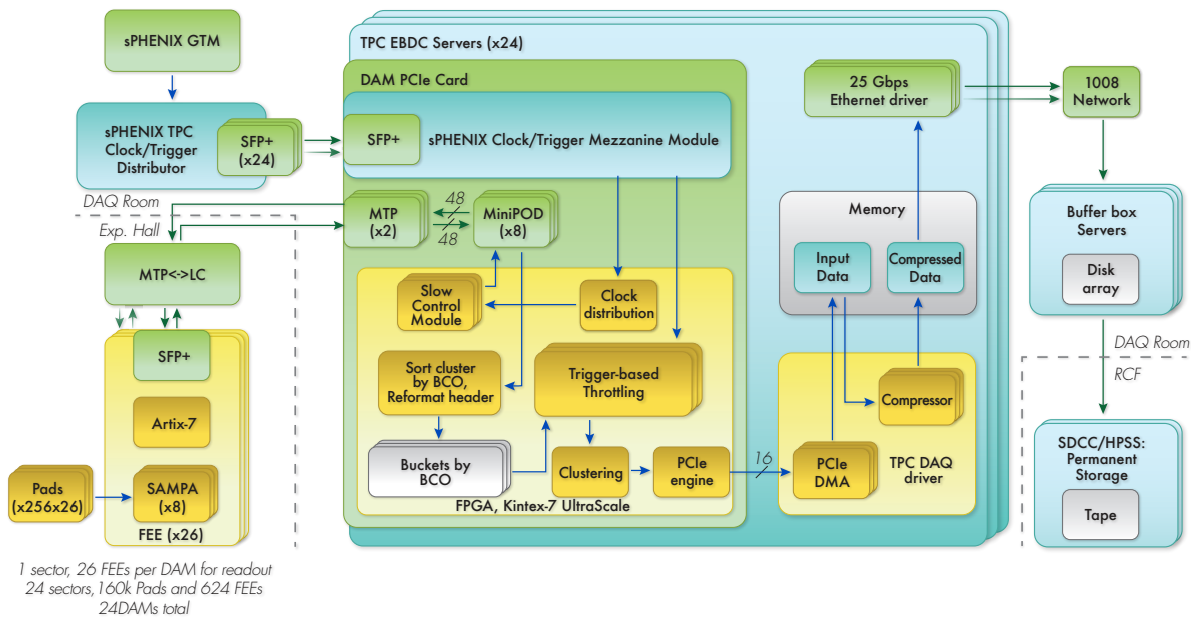 sPHENIX GTM
sPHENIX TPC
Clock/Trigger
Distributor
SFP+
(x24)
DAQ Room
Exp. Hall
MTP<->LC
SFP+
Artix-7
Pads
(x256x26)
SAMPA
(x8)
FEE (x26)
1 sector, 26 FEEs per DAM for readout
24 sectors, 160k Pads and 624 FEEs
24DAMs total
TPC EBDC Servers (x24)
DAM PCIe Card
SFP+
sPHENIX Clock/Trigger Mezzanine Module
MTP
(x2)
48
48
MiniPOD
(x8)
Slow
Control
Module
Clock
distribution
Sort cluster
by BCO,
Reformat header
Trigger-based
Throttling
Buckets by
BCO
Clustering
PCIe
engine
FPGA, Kintex-7 UltraScale
16
25 Gbps
Ethernet driver
Memory
Input
Data
Compressed
Data
Compressor
PCIe
DMA
TPC DAQ
driver
1008
Network
Buffer box
Servers
Disk
array
DAQ Room
RCF
SDCC/HPSS:
Permanent
Storage
Tape